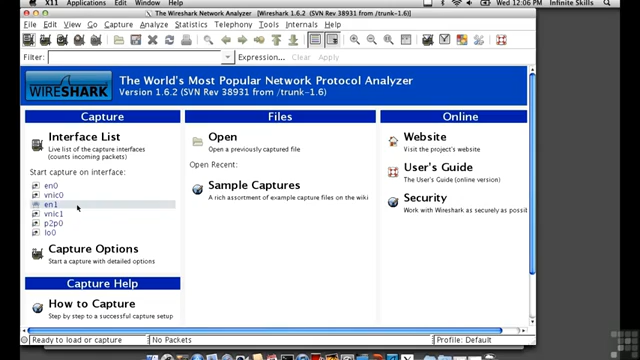 X11 Applications Edit Window Help
Wed 12:06 PM Infinite Skills
The Wireshark Network Analyzer [Wireshark 1.6.2 (SVN Rev 38931 from /trunk-1.6)]
File Edit View Go Capture Analyze Statistics Telephony Tools Internals Help
Filter: Expression... Clear Apply
WIRESHARK
The World's Most Popular Network Protocol Analyzer
Version 1.6.2 (SVN Rev 38931 from /trunk-1.6)
Capture
Interface List
Live list of the capture interfaces
(counts incoming packets)
Start capture on interface:
en0
vnic0
en1
vnic1
p2p0
lo0
Capture Options
Start a capture with detailed options
Capture Help
How to Capture
Step by step to a successful capture setup
Files
Open
Open a previously captured file
Open Recent:
Sample Captures
A rich assortment of example capture files on the wiki
Online
Website
Visit the project's website
User's Guide
The User's Guide (online version)
Security
Work with Wireshark as securely as possit
Ready to load or capture
No Packets
Profile: Default